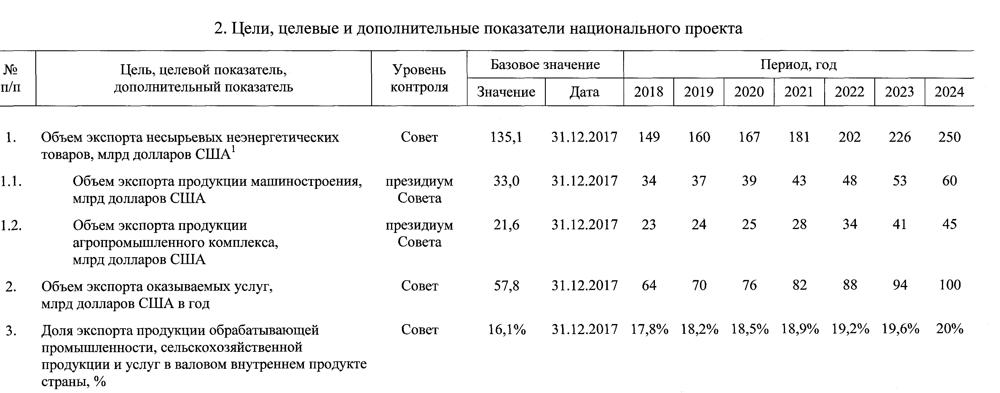 2. Цели, целевые и дополнительные показатели национального проекта
№ п/п Цель, целевой показатель, дополнительный показатель Уровень контроля Базовое значение Период, год
Значение Дата 2018 2019 2020 2021 2022 2023 2024
1. Объем экспорта несырьевых неэнергетических Совет 135,1 31.12.2017 149 160 167 181 202 226 250
товаров, млрд долларов США¹
1.1. Объем экспорта продукции машиностроения, президиум 33,0 31.12.2017 34 37 39 43 48 53 60
млрд долларов США Совета
1.2. Объем экспорта продукции президиум 21,6 31.12.2017 23 24 25 28 34 41 45
агропромышленного комплекса, Совета
млрд долларов США
2. Объем экспорта оказываемых услуг, Совет 57,8 31.12.2017 64 70 76 82 88 94 100
млрд долларов США в год
3. Доля экспорта продукции обрабатывающей Совет 16,1% 31.12.2017 17,8% 18,2% 18,5% 18,9% 19,2% 19,6% 20%
промышленности, сельскохозяйственной
продукции и услуг в валовом внутреннем продукте
страны, %